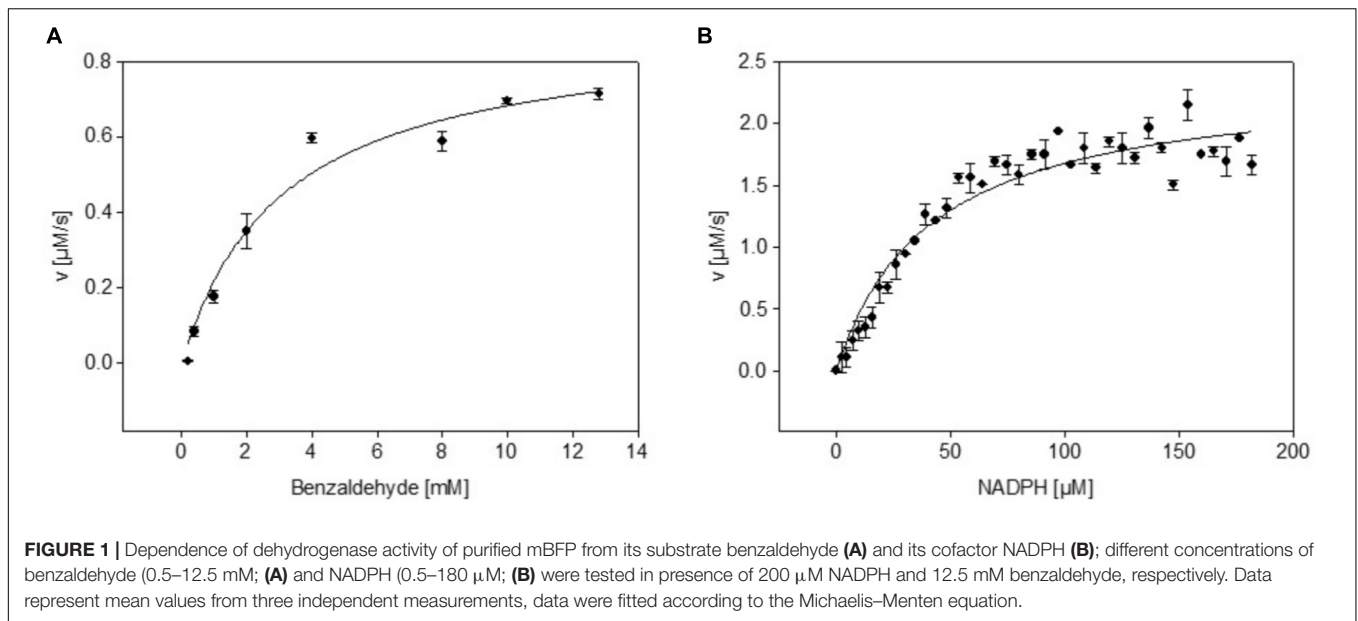 A
0.8
0.6
0.4
0.2
0.0
v [µM/s]
0 2 4 6 8 10 12 14
Benzaldehyde [mM]
B
2.5
2.0
1.5
1.0
0.5
0.0
v [µM/s]
0 50 100 150 200
NADPH [µM]
FIGURE 1 | Dependence of dehydrogenase activity of purified mBFP from its substrate benzaldehyde (A) and its cofactor NADPH (B); different concentrations of
benzaldehyde (0.5–12.5 mM; (A) and NADPH (0.5–180 µM; (B) were tested in presence of 200 µM NADPH and 12.5 mM benzaldehyde, respectively. Data
represent mean values from three independent measurements, data were fitted according to the Michaelis–Menten equation.